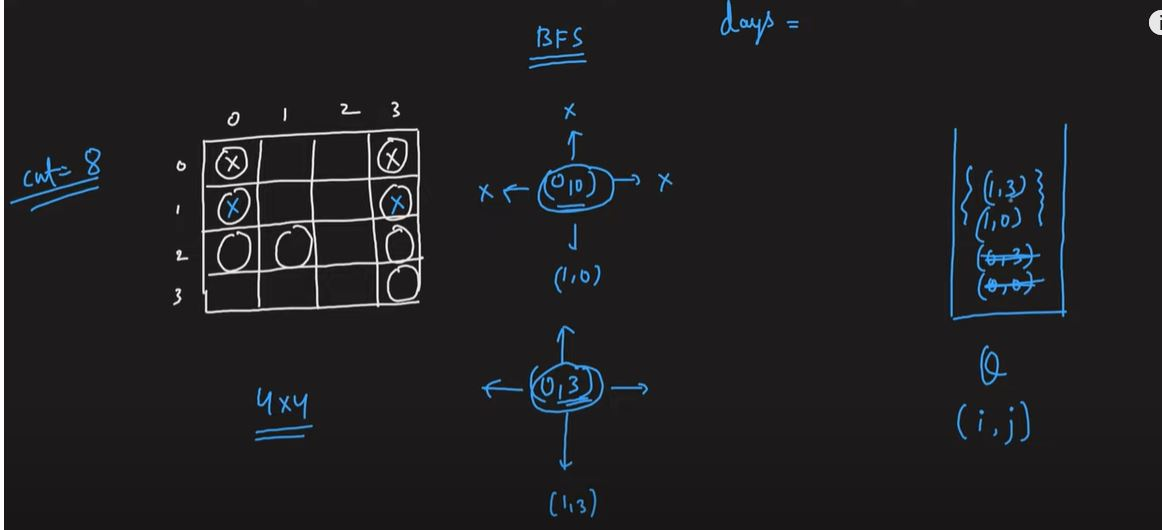 BFS
days =
0 1 2 3
cnt= 8
0 X X
1 X X
2
3
4x4
X
X (0,0) X
(1,0)
(0,3)
(1,3)
(1,3)
(1,0)
(0,3)
(0,0)
Q
(i,j)
i